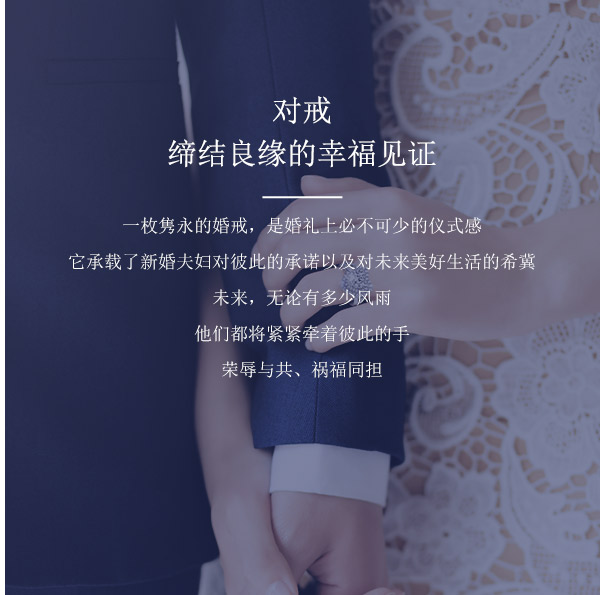 对戒
缔结良缘的幸福见证
一枚隽永的婚戒，是婚礼上必不可少的仪式感
它承载了新婚夫妇对彼此的承诺以及对未来美好生活的希冀
未来，无论有多少风雨
他们都将紧紧牵着彼此的手
荣辱与共、祸福同担